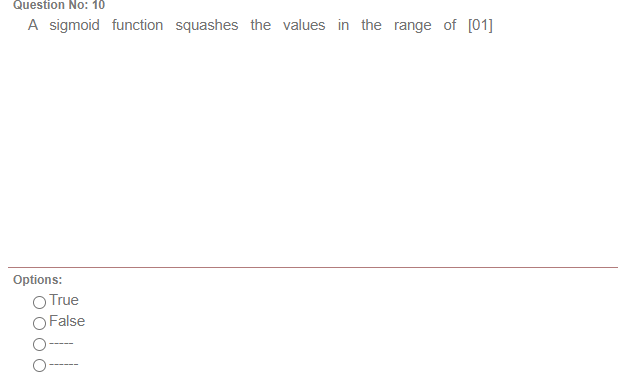 Question No: 10
A sigmoid function squashes the values in the range of [01]
Options:
True
False
-----
------